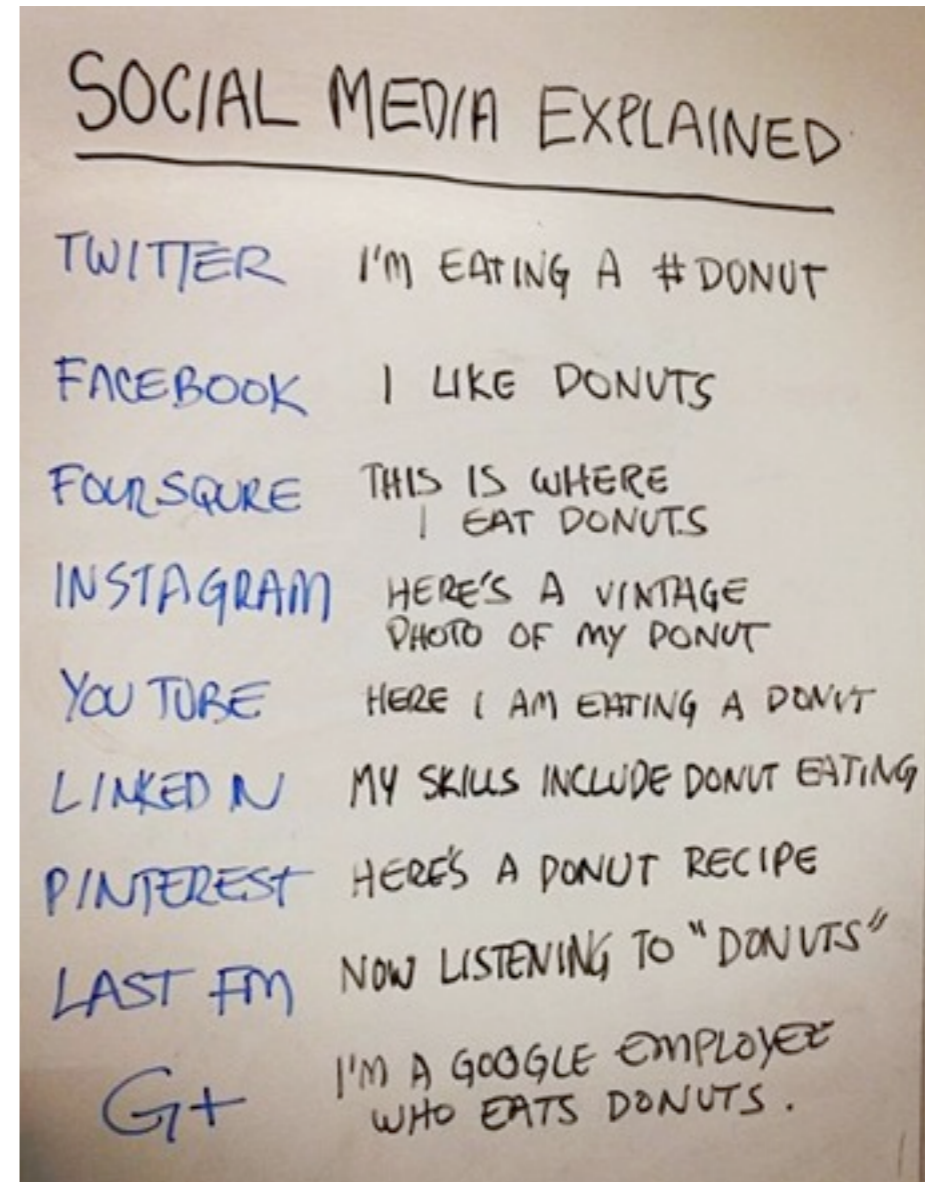 SOCIAL MEDIA EXPLAINED
TWITTER I'M EATING A #DONUT
FACEBOOK I LIKE DONUTS
FOURSQURE THIS IS WHERE
I EAT DONUTS
INSTAGRAM HERE'S A VINTAGE
PHOTO OF MY DONUT
YOU TUBE HERE I AM EATING A DONUT
LINKED IN MY SKILLS INCLUDE DONUT EATING
PINTEREST HERE'S A DONUT RECIPE
LAST FM NOW LISTENING TO "DONUTS"
G+ I'M A GOOGLE EMPLOYEE
WHO EATS DONUTS.